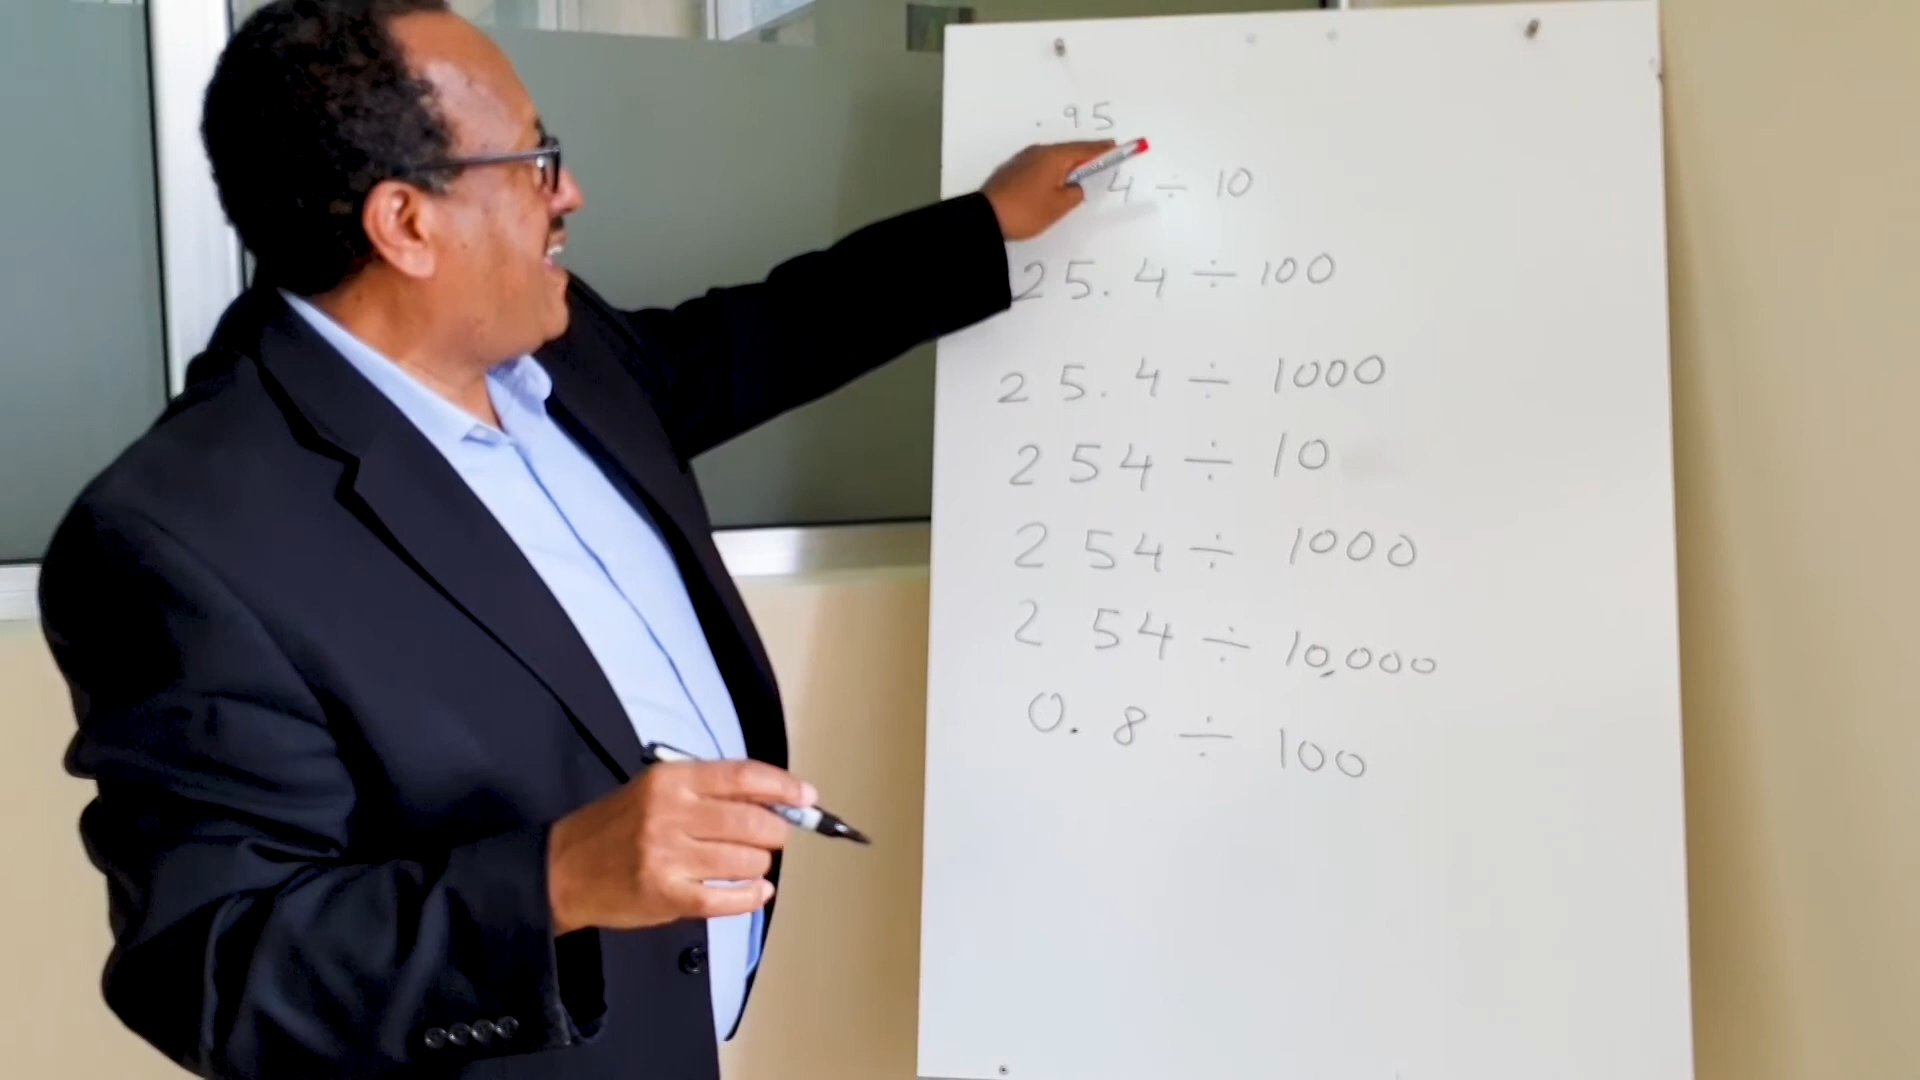 .95
4 ÷ 10
25.4 ÷ 100
25.4 ÷ 1000
254 ÷ 10
254 ÷ 1000
254 ÷ 10,000
0.8 ÷ 100